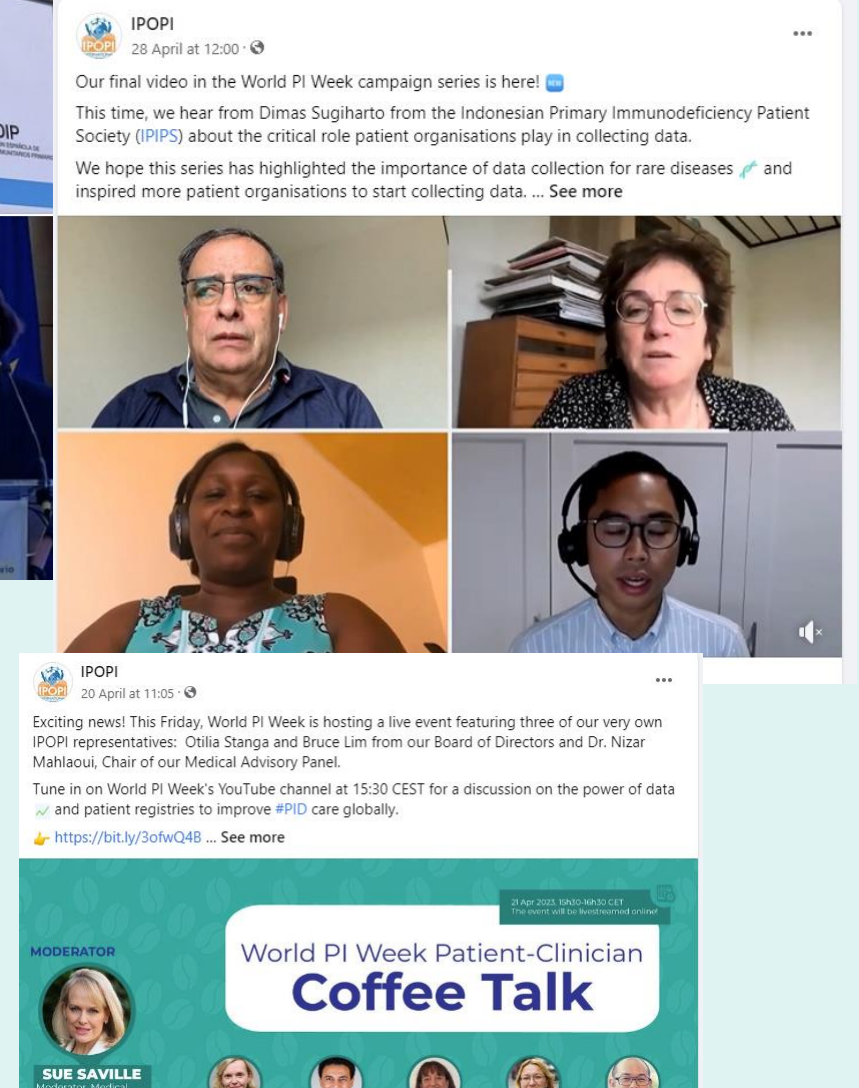 OIP
IPOPI
28 April at 12:00 ·
Our final video in the World PI Week campaign series is here!
This time, we hear from Dimas Sugiharto from the Indonesian Primary Immunodeficiency Patient
Society (IPIPS) about the critical role patient organisations play in collecting data.
We hope this series has highlighted the importance of data collection for rare diseases and
inspired more patient organisations to start collecting data. ... See more
IPOPI
IPOPI
20 April at 11:05 ·
IPOPI
Exciting news! This Friday, World PI Week is hosting a live event featuring three of our very own
IPOPI representatives: Otilia Stanga and Bruce Lim from our Board of Directors and Dr. Nizar
Mahlaoui, Chair of our Medical Advisory Panel.
Tune in on World PI Week's YouTube channel at 15:30 CEST for a discussion on the power of data
and patient registries to improve #PID care globally.
https://bit.ly/3ofwQ4B ... See more
21 Apr 2023, 15h30-16h30 CET
The event will be livestreamed online!
MODERATOR
World PI Week Patient-Clinician
Coffee Talk
SUE SAVILLE
Moderator, Medical